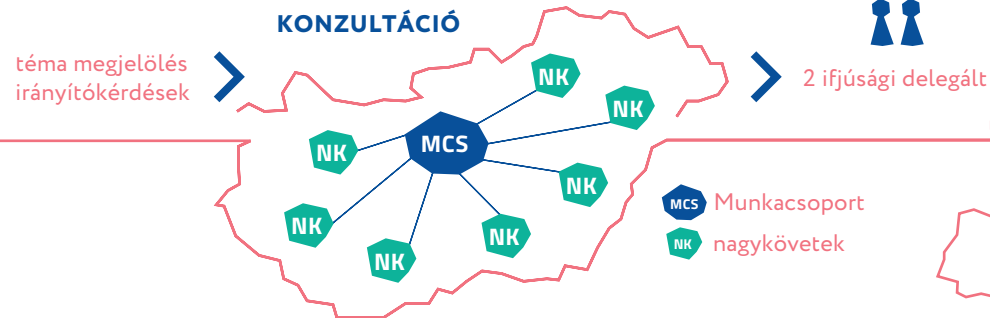 KONZULTÁCIÓ
téma megjelölés
irányítókérdések
2 ifjúsági delegált
NK
NK
NK
MCS
NK
NK
NK
NK
MCS Munkacsoport
NK nagykövetek